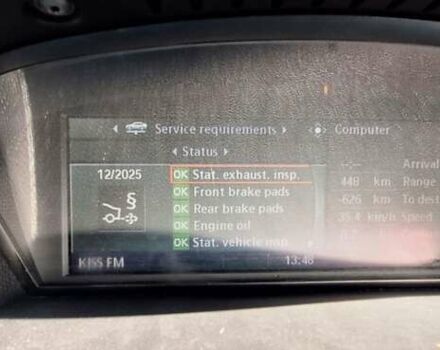 Service requirements
Computer
Status
12/2025
§
OK Stat. exhaust. insp.
OK Front brake pads
OK Rear brake pads
OK Engine oil
OK Stat. vehicle insp.
Arrival
448 km Range
-626 km To dest
35.4 km/h Speed
KISS FM
13:46